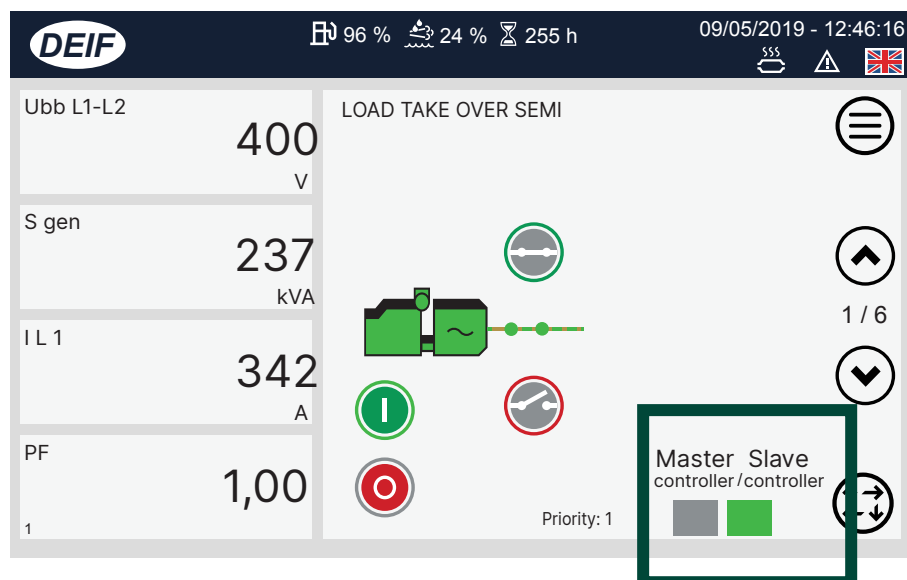 DEIF
96 % 24 % 255 h
09/05/2019 - 12:46:16
Ubb L1-L2
400
V
S gen
237
kVA
I L 1
342
A
PF
1,00
1
LOAD TAKE OVER SEMI
1 / 6
Master Slave
controller/controller
Priority: 1